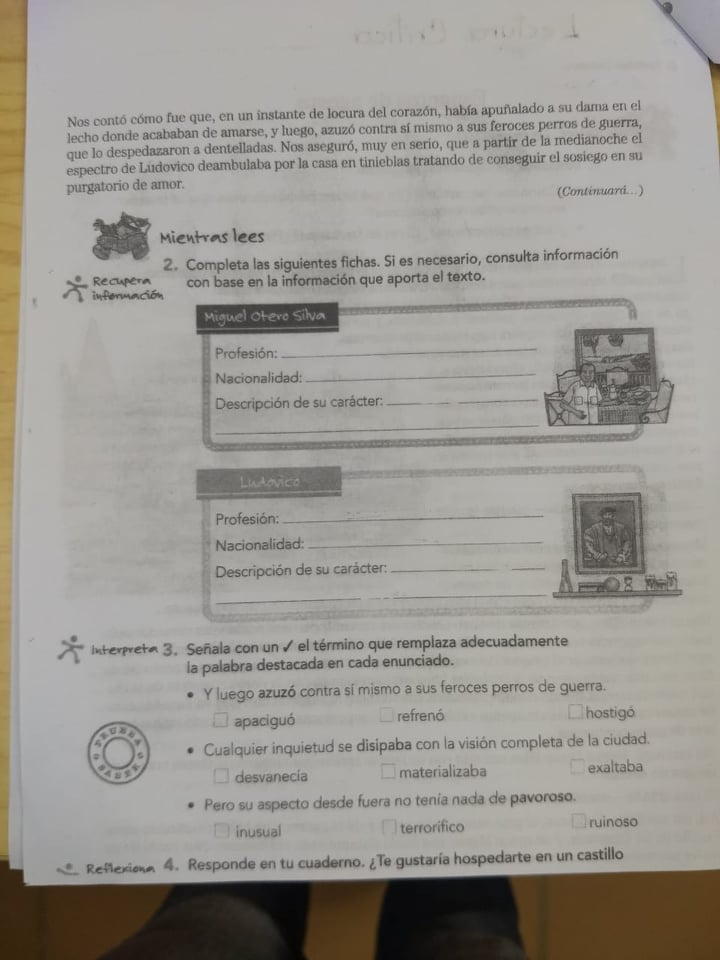 Lectura Crítica
Nos contó cómo fue que, en un instante de locura del corazón, había apuñalado a su dama en el
lecho donde acababan de amarse, y luego, azuzó contra sí mismo a sus feroces perros de guerra,
que lo despedazaron a dentelladas. Nos aseguró, muy en serio, que a partir de la medianoche el
espectro de Ludovico deambulaba por la casa en tinieblas tratando de conseguir el sosiego en su
purgatorio de amor.
(Continuará...)
Mientras lees
2. Completa las siguientes fichas. Si es necesario, consulta información
con base en la información que aporta el texto.
Recupera
información
Miguel Otero Silva
Profesión:
Nacionalidad:
Descripción de su carácter:
Ludovico
Profesión:
Nacionalidad:
Descripción de su carácter:
Interpreta 3. Señala con un ✓ el término que remplaza adecuadamente
la palabra destacada en cada enunciado.
• Y luego azuzó contra sí mismo a sus feroces perros de guerra.
apaciguó refrenó hostigó
PRUEBA
SABER
• Cualquier inquietud se disipaba con la visión completa de la ciudad.
desvanecía materializaba exaltaba
• Pero su aspecto desde fuera no tenía nada de pavoroso.
inusual terrorífico ruinoso
Reflexiona 4. Responde en tu cuaderno. ¿Te gustaría hospedarte en un castillo